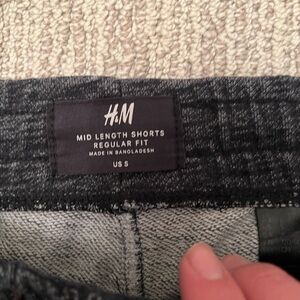 H&M
MID LENGTH SHORTS
REGULAR FIT
MADE IN BANGLADESH
US S